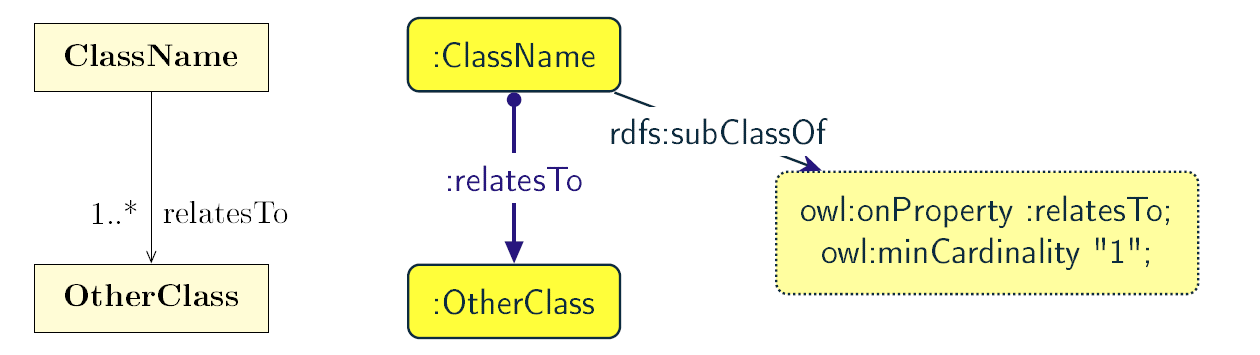 ClassName
1..* relatesTo
OtherClass
:ClassName
:relatesTo
:OtherClass
rdfs:subClassOf
owl:onProperty :relatesTo;
owl:minCardinality "1";